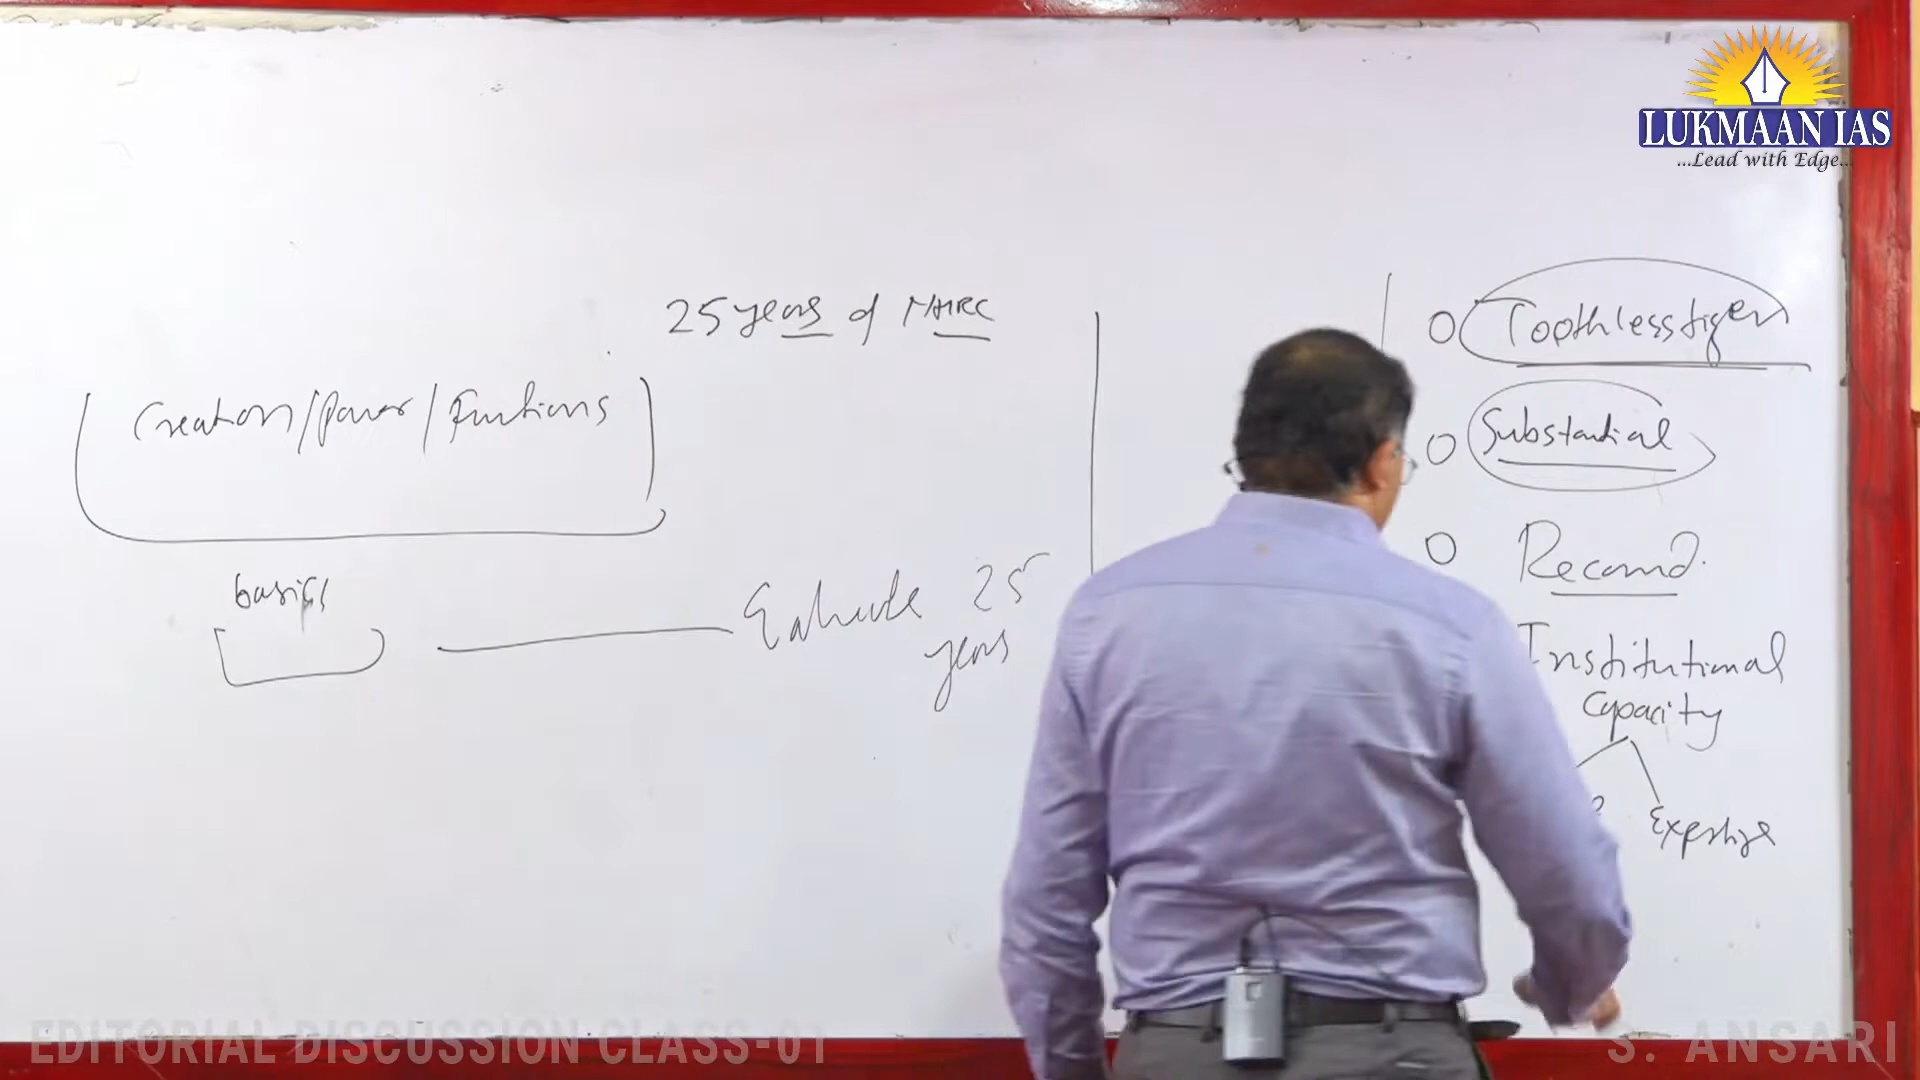 LUKMAAN IAS
...Lead with Edge...
25 years of NHRC
Creation/Power/Functions
basics
Evaluate 25
years
O Toothless tiger
O Substantial
O Recomd.
Institutional
Capacity
Expertize
EDITORIAL DISCUSSION CLASS-01
S. ANSARI